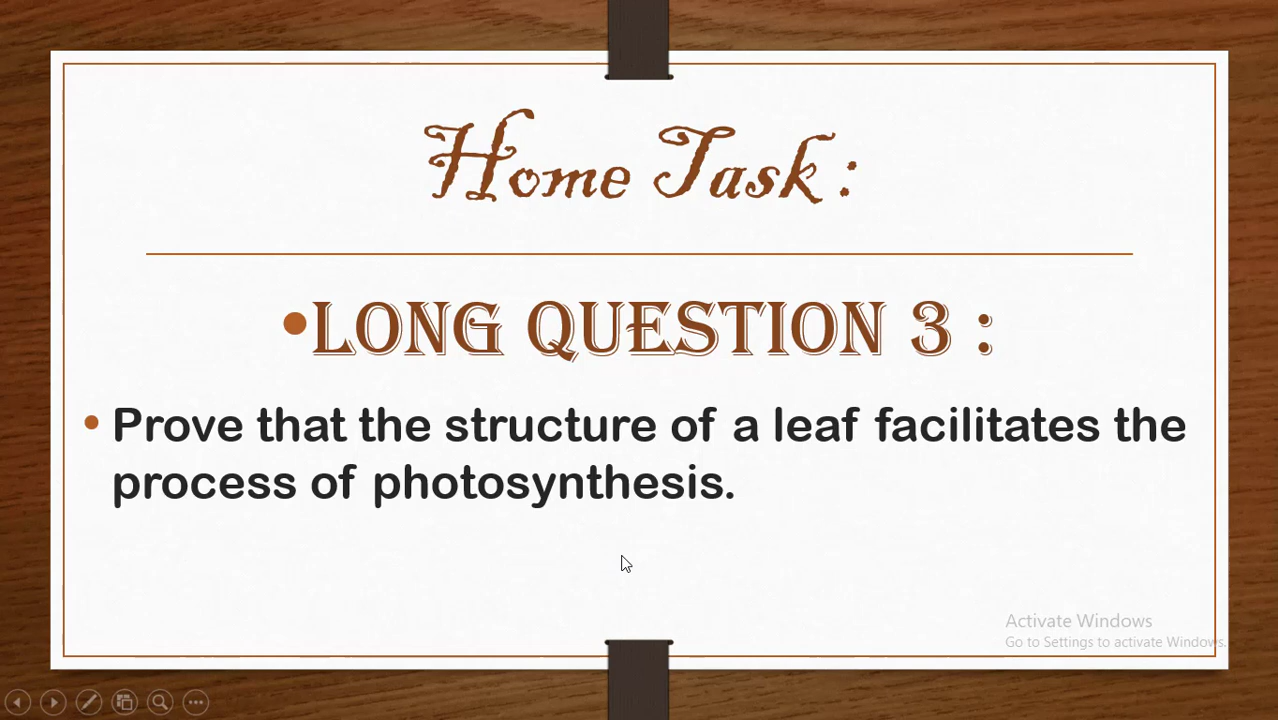 Home Task :
•LONG QUESTION 3 :
• Prove that the structure of a leaf facilitates the
process of photosynthesis.
Activate Windows
Go to Settings to activate Windows.